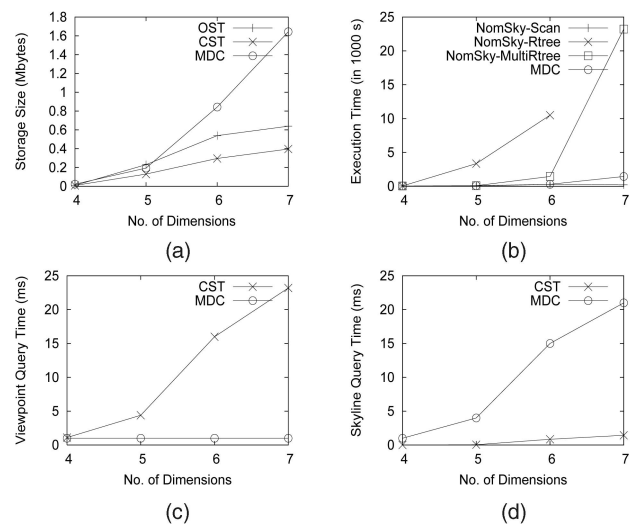 Storage Size (Mbytes)
1.8
1.6
1.4
1.2
1
0.8
0.6
0.4
0.2
0
4
5
6
7
No. of Dimensions
OST
CST
MDC
(a)
Execution Time (in 1000 s)
25
20
15
10
5
0
4
5
6
7
No. of Dimensions
NomSky-Scan
NomSky-Rtree
NomSky-MultiRtree
MDC
(b)
Viewpoint Query Time (ms)
25
20
15
10
5
0
4
5
6
7
No. of Dimensions
CST
MDC
(c)
Skyline Query Time (ms)
25
20
15
10
5
0
4
5
6
7
No. of Dimensions
CST
MDC
(d)